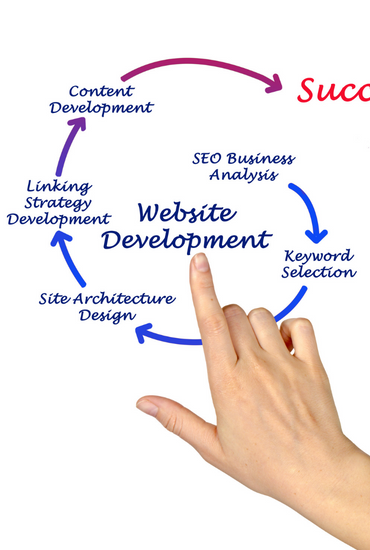 Content
Development
Succ
SEO Business
Analysis
Linking
Strategy
Development
Website
Development
Keyword
Selection
Site Architecture
Design